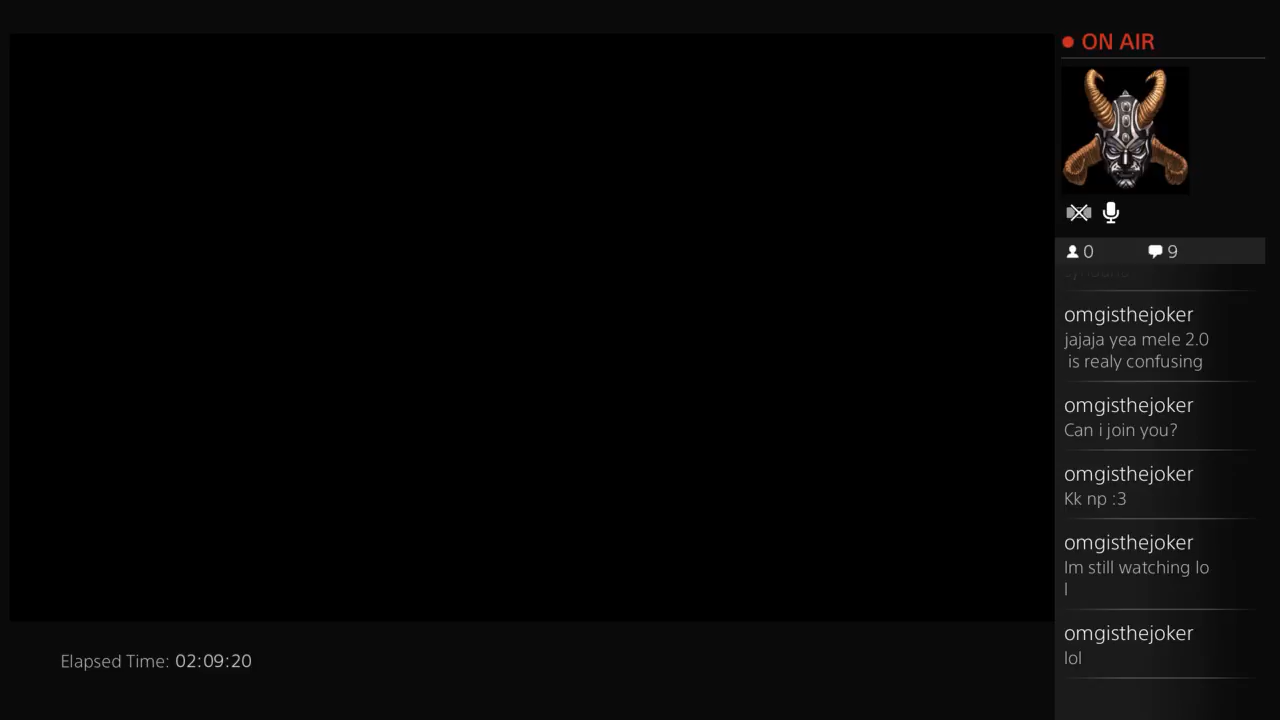 ON AIR
0 9
omgisthejoker
jajaja yea mele 2.0
is realy confusing
omgisthejoker
Can i join you?
omgisthejoker
Kk np :3
omgisthejoker
Im still watching lo
l
omgisthejoker
lol
Elapsed Time: 02:09:20